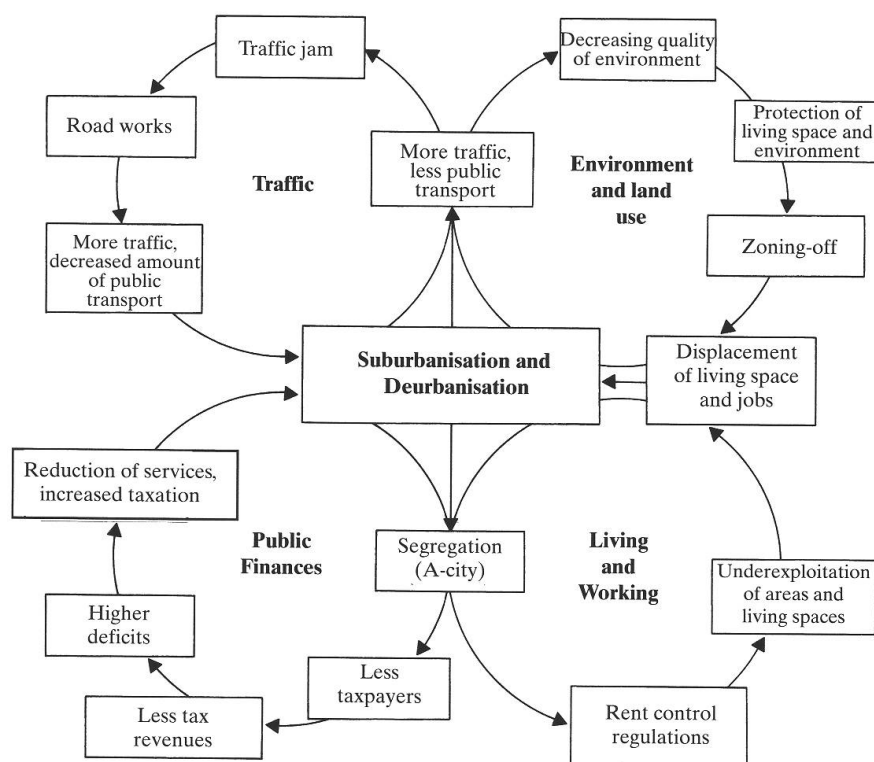 Traffic jam
Decreasing quality
of environment
Road works
Protection of
living space and
environment
More traffic,
less public
transport
Traffic
Environment
and land
use
More traffic,
decreased amount
of public
transport
Zoning-off
Suburbanisation and
Deurbanisation
Displacement
of living space
and jobs
Reduction of services,
increased taxation
Public
Finances
Segregation
(A-city)
Living
and
Working
Underexploitation
of areas and
living spaces
Higher
deficits
Less
taxpayers
Less tax
revenues
Rent control
regulations